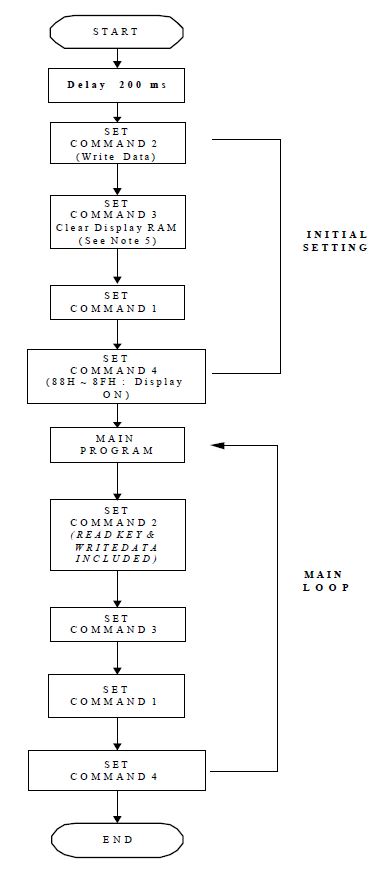 START
Delay 200 ms
SET
COMMAND 2
(Write Data)
SET
COMMAND 3
Clear Display RAM
(See Note 5)
INITIAL
SETTING
SET
COMMAND 1
SET
COMMAND 4
(88H ~ 8FH : Display
ON)
MAIN
PROGRAM
SET
COMMAND 2
(READ KEY &
WRITE DATA
INCLUDED)
MAIN
LOOP
SET
COMMAND 3
SET
COMMAND 1
SET
COMMAND 4
END